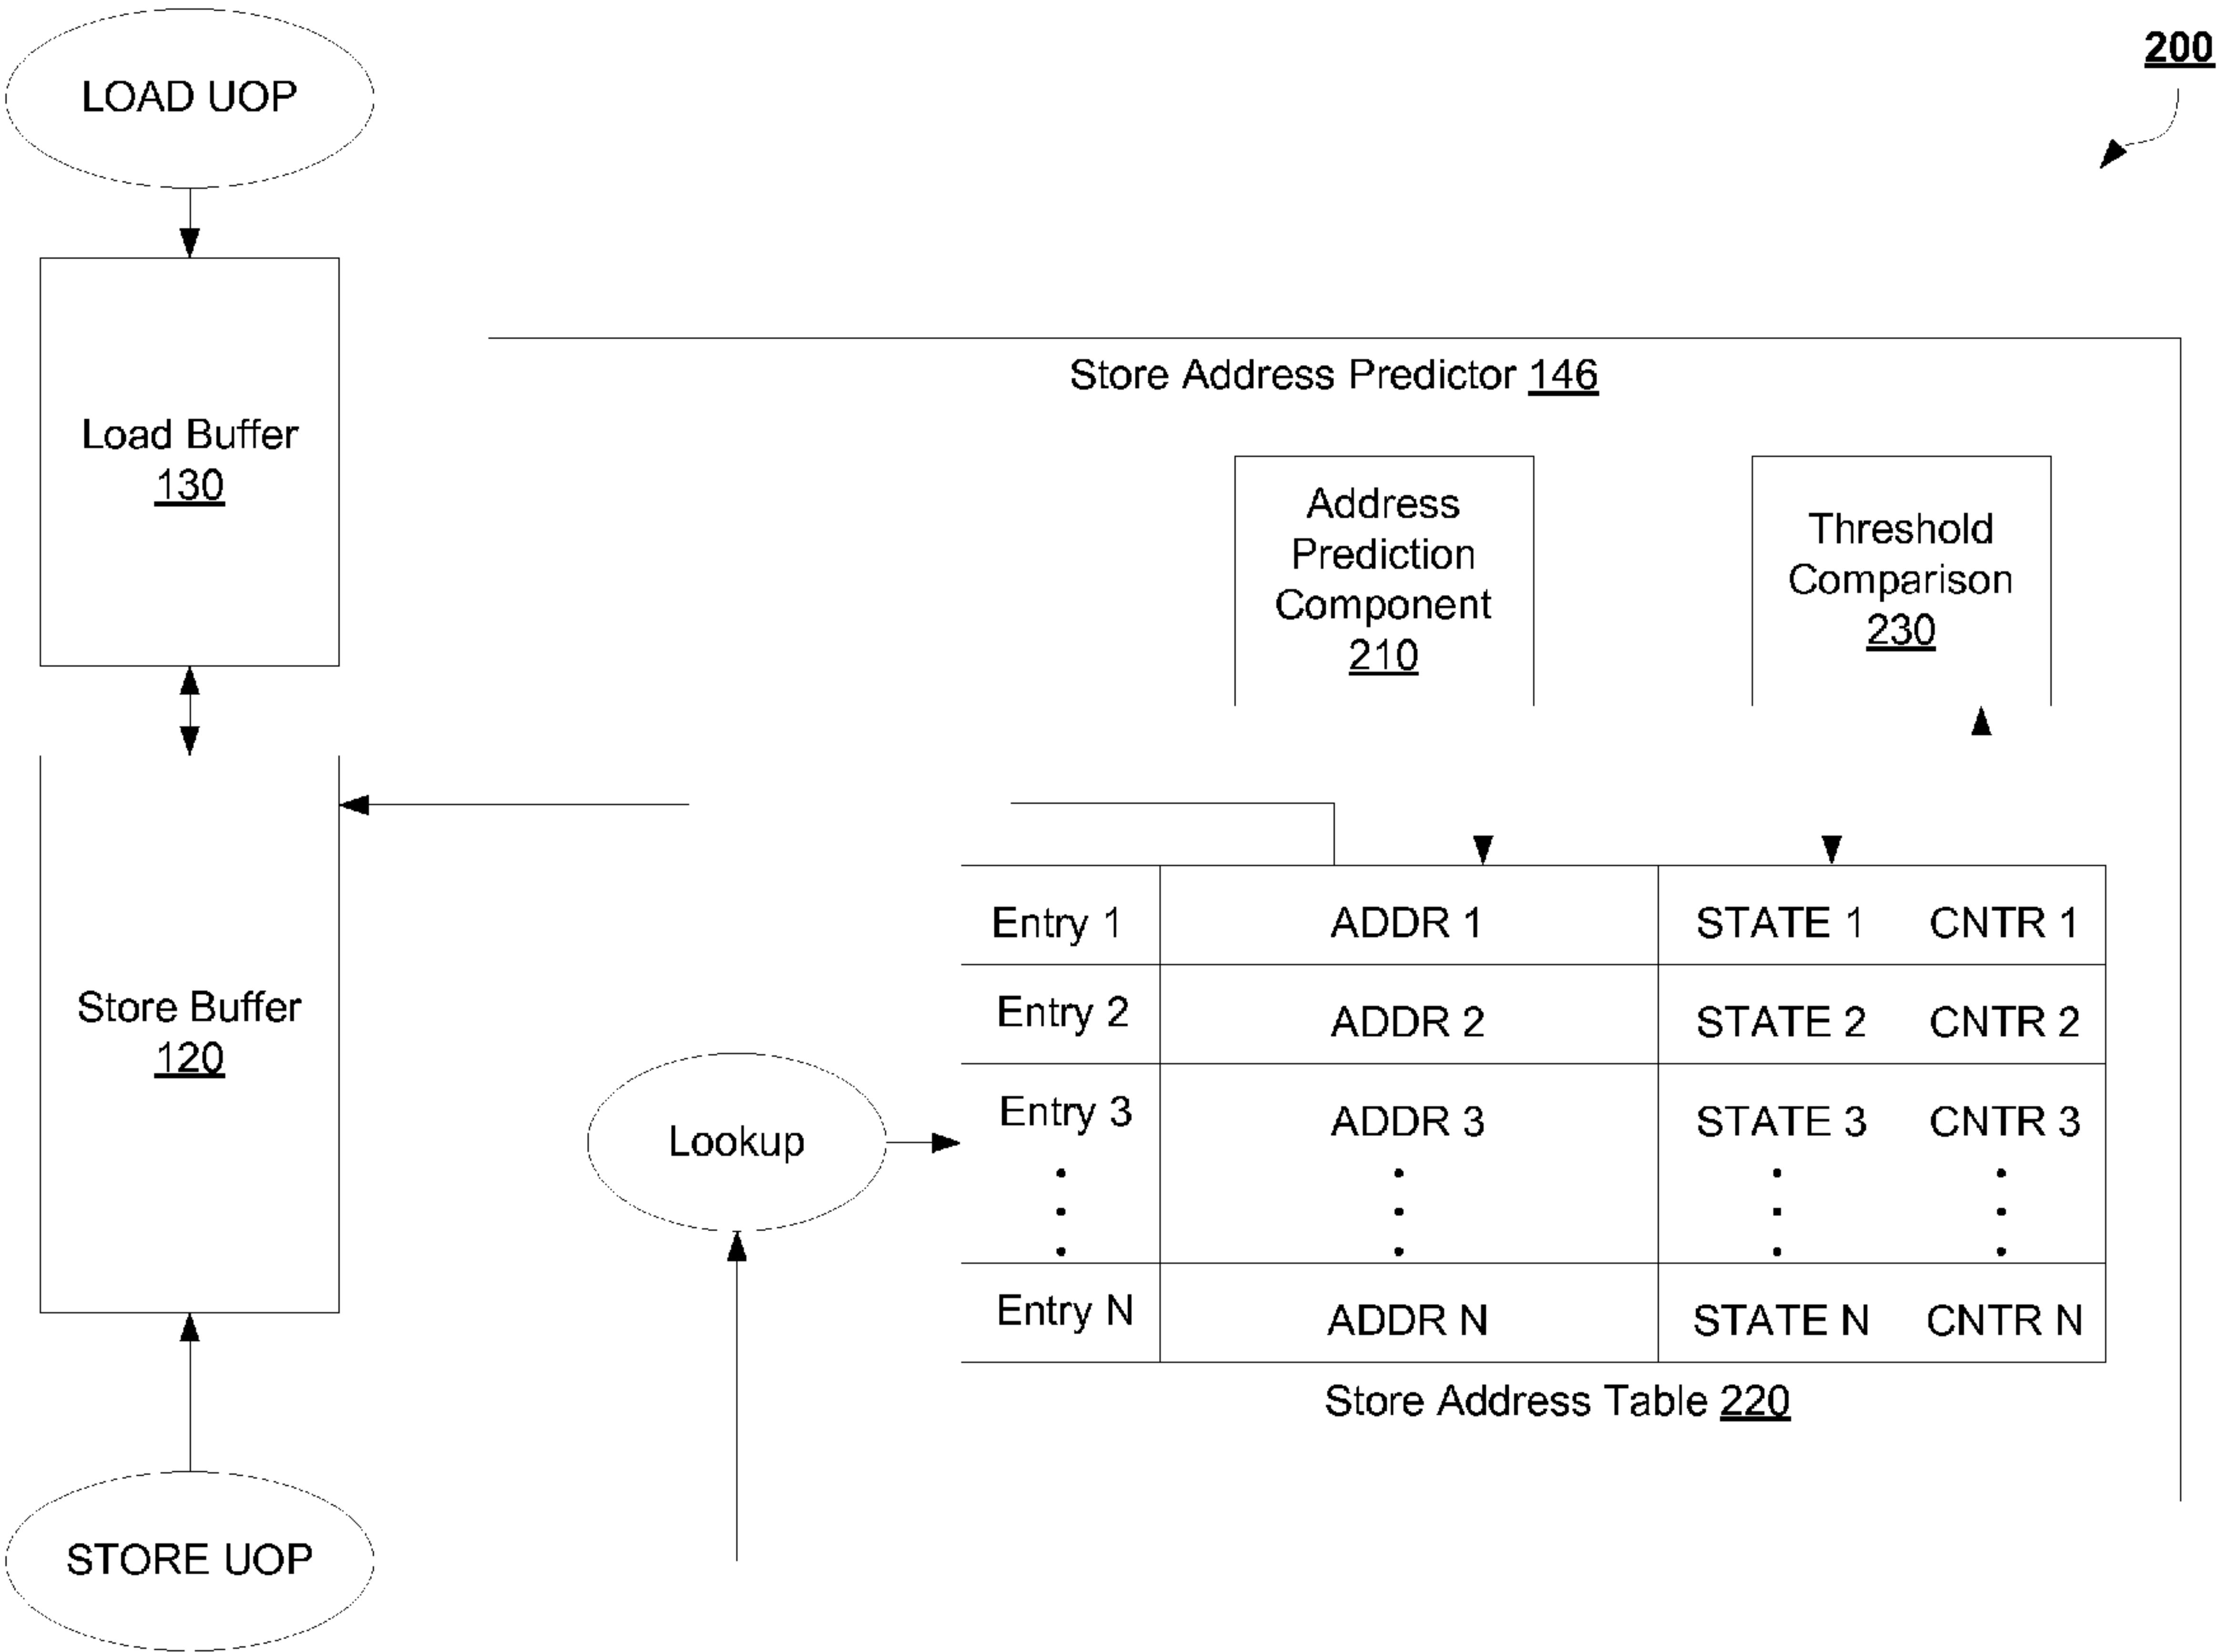 200
LOAD UOP
Load Buffer
130
Store Address Predictor 146
Address
Prediction
Component
210
Threshold
Comparison
230
Store Buffer
120
Lookup
Entry 1 ADDR 1 STATE 1 CNTR 1
Entry 2 ADDR 2 STATE 2 CNTR 2
Entry 3 ADDR 3 STATE 3 CNTR 3
Entry N ADDR N STATE N CNTR N
Store Address Table 220
STORE UOP